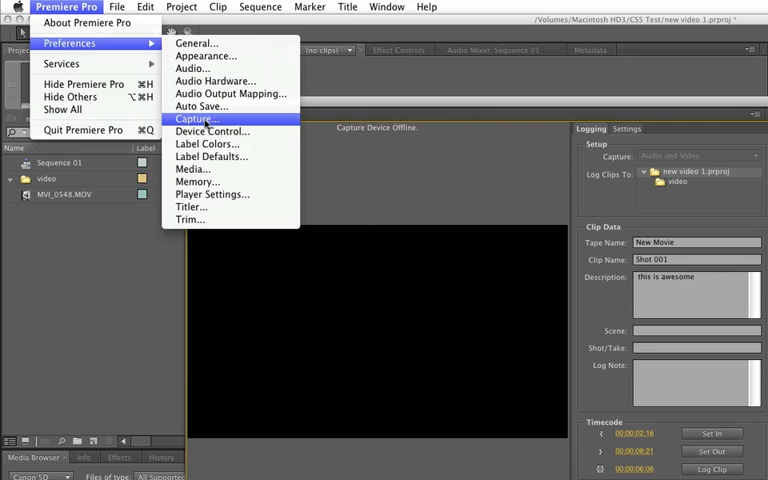 Premiere Pro File Edit Project Clip Sequence Marker Title Window Help
About Premiere Pro
Preferences
Services
Hide Premiere Pro ⌘H
Hide Others ⌥⌘H
Show All
Quit Premiere Pro ⌘Q
General...
Appearance...
Audio...
Audio Hardware...
Audio Output Mapping...
Auto Save...
Capture...
Device Control...
Label Colors...
Label Defaults...
Media...
Memory...
Player Settings...
Titler...
Trim...
/Volumes/Macintosh HD3/CS5 Test/new video 1.prproj *
(no clips) Effect Controls Audio Mixer: Sequence 01 Metadata
Name Label
Sequence 01
video
MVI_0548.MOV
Media Browser Info Effects History
Canon 5D Files of type: All Supported
Capture Device Offline.
Logging Settings
Setup
Capture: Audio and Video
Log Clips To: new video 1.prproj
video
Clip Data
Tape Name: New Movie
Clip Name: Shot 001
Description: this is awesome
Scene:
Shot/Take:
Log Note:
Timecode
{ 00;00;02;16 Set In
} 00;00;08;21 Set Out
{} 00;00;06;06 Log Clip